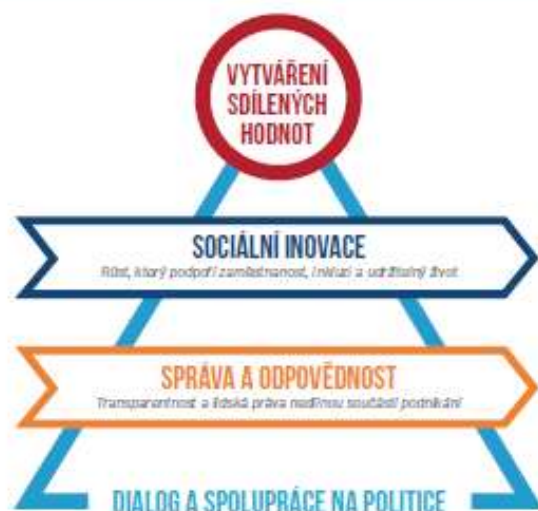 VYTVÁŘENÍ
SDÍLENÝCH
HODNOT
SOCIÁLNÍ INOVACE
Růst, který podpoří zaměstnanost, inkluzi a udržitelný život
SPRÁVA A ODPOVĚDNOST
Transparentnost a lidská práva nedílnou součástí podnikání
DIALOG A SPOLUPRÁCE NA POLITICE